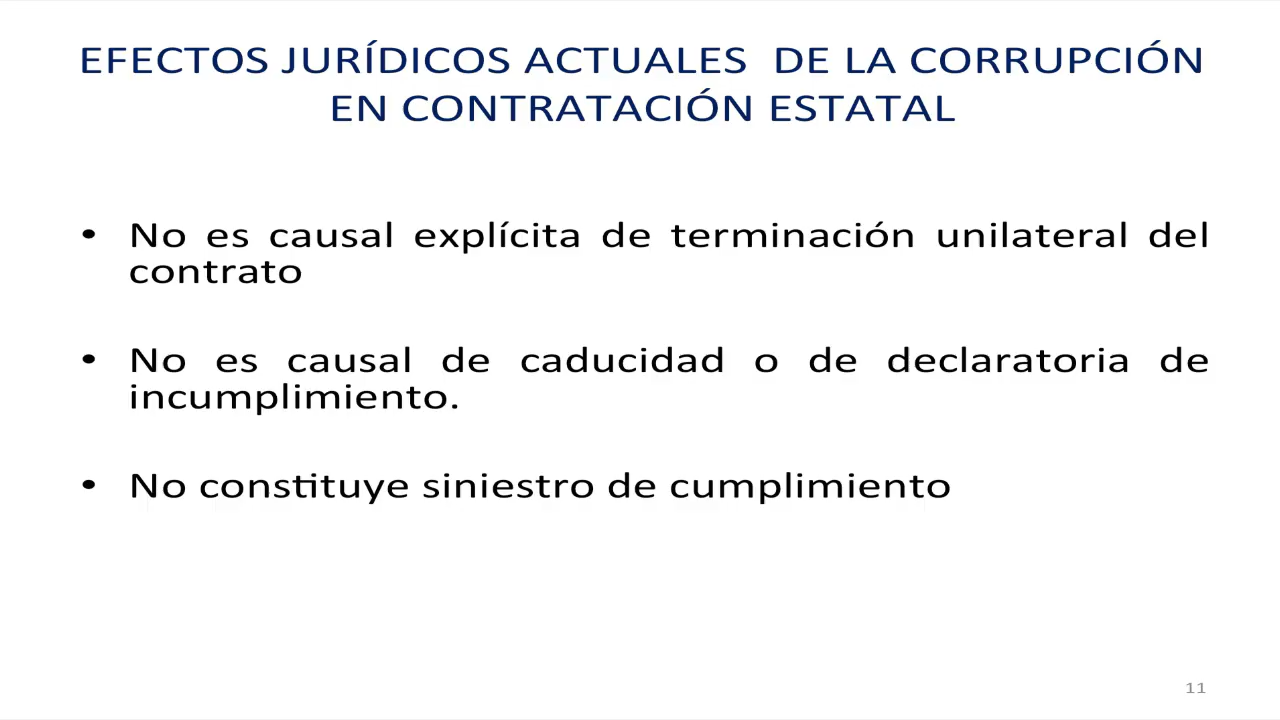 EFECTOS JURÍDICOS ACTUALES  DE LA CORRUPCIÓN
EN CONTRATACIÓN ESTATAL
• No es causal explícita de terminación unilateral del
contrato
• No es causal de caducidad o de declaratoria de
incumplimiento.
• No constituye siniestro de cumplimiento
11